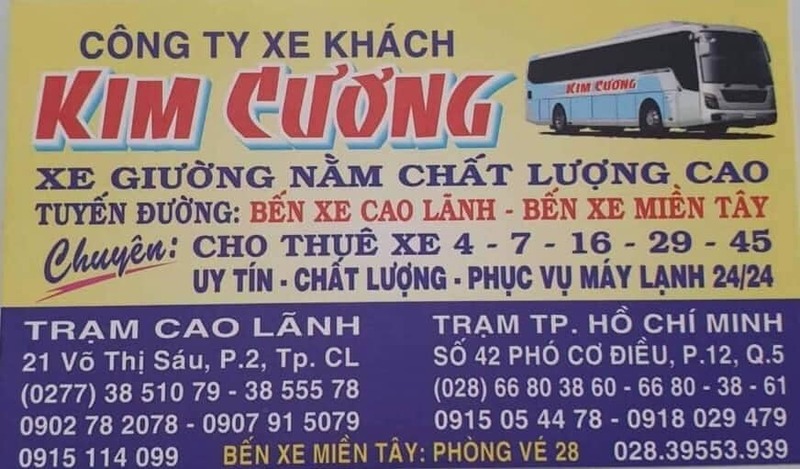 CÔNG TY XE KHÁCH
KIM CƯƠNG
KIM CƯƠNG
XE GIƯỜNG NẰM CHẤT LƯỢNG CAO
TUYẾN ĐƯỜNG: BẾN XE CAO LÃNH - BẾN XE MIỀN TÂY
Chuyên: CHO THUÊ XE 4 - 7 - 16 - 29 - 45
UY TÍN - CHẤT LƯỢNG - PHỤC VỤ MÁY LẠNH 24/24
TRẠM CAO LÃNH
21 Võ Thị Sáu, P.2, Tp. CL
(0277) 38 510 79 - 38 555 78
0902 78 2078 - 0907 91 5079
0915 114 099
TRẠM TP. HỒ CHÍ MINH
SỐ 42 PHÓ CƠ ĐIỀU, P.12, Q.5
(028) 66 80 38 60 - 66 80 - 38 - 61
0915 05 44 78 - 0918 029 479
BẾN XE MIỀN TÂY: PHÒNG VÉ 28 028.39553.939